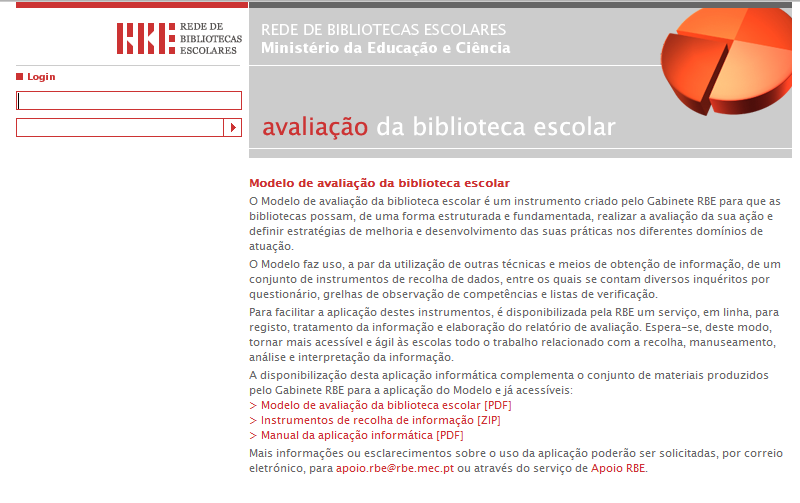 REDE DE
BIBLIOTECAS
ESCOLARES
Login
REDE DE BIBLIOTECAS ESCOLARES
Ministério da Educação e Ciência
avaliação da biblioteca escolar
Modelo de avaliação da biblioteca escolar
O Modelo de avaliação da biblioteca escolar é um instrumento criado pelo Gabinete RBE para que as
bibliotecas possam, de uma forma estruturada e fundamentada, realizar a avaliação da sua ação e
definir estratégias de melhoria e desenvolvimento das suas práticas nos diferentes domínios de
atuação.
O Modelo faz uso, a par da utilização de outras técnicas e meios de obtenção de informação, de um
conjunto de instrumentos de recolha de dados, entre os quais se contam diversos inquéritos por
questionário, grelhas de observação de competências e listas de verificação.
Para facilitar a aplicação destes instrumentos, é disponibilizada pela RBE um serviço, em linha, para
registo, tratamento da informação e elaboração do relatório de avaliação. Espera-se, deste modo,
tornar mais acessível e ágil às escolas todo o trabalho relacionado com a recolha, manuseamento,
análise e interpretação da informação.
A disponibilização desta aplicação informática complementa o conjunto de materiais produzidos
pelo Gabinete RBE para a aplicação do Modelo e já acessíveis:
> Modelo de avaliação da biblioteca escolar [PDF]
> Instrumentos de recolha de informação [ZIP]
> Manual da aplicação informática [PDF]
Mais informações ou esclarecimentos sobre o uso da aplicação poderão ser solicitadas, por correio
eletrónico, para apoio.rbe@rbe.mec.pt ou através do serviço de Apoio RBE.